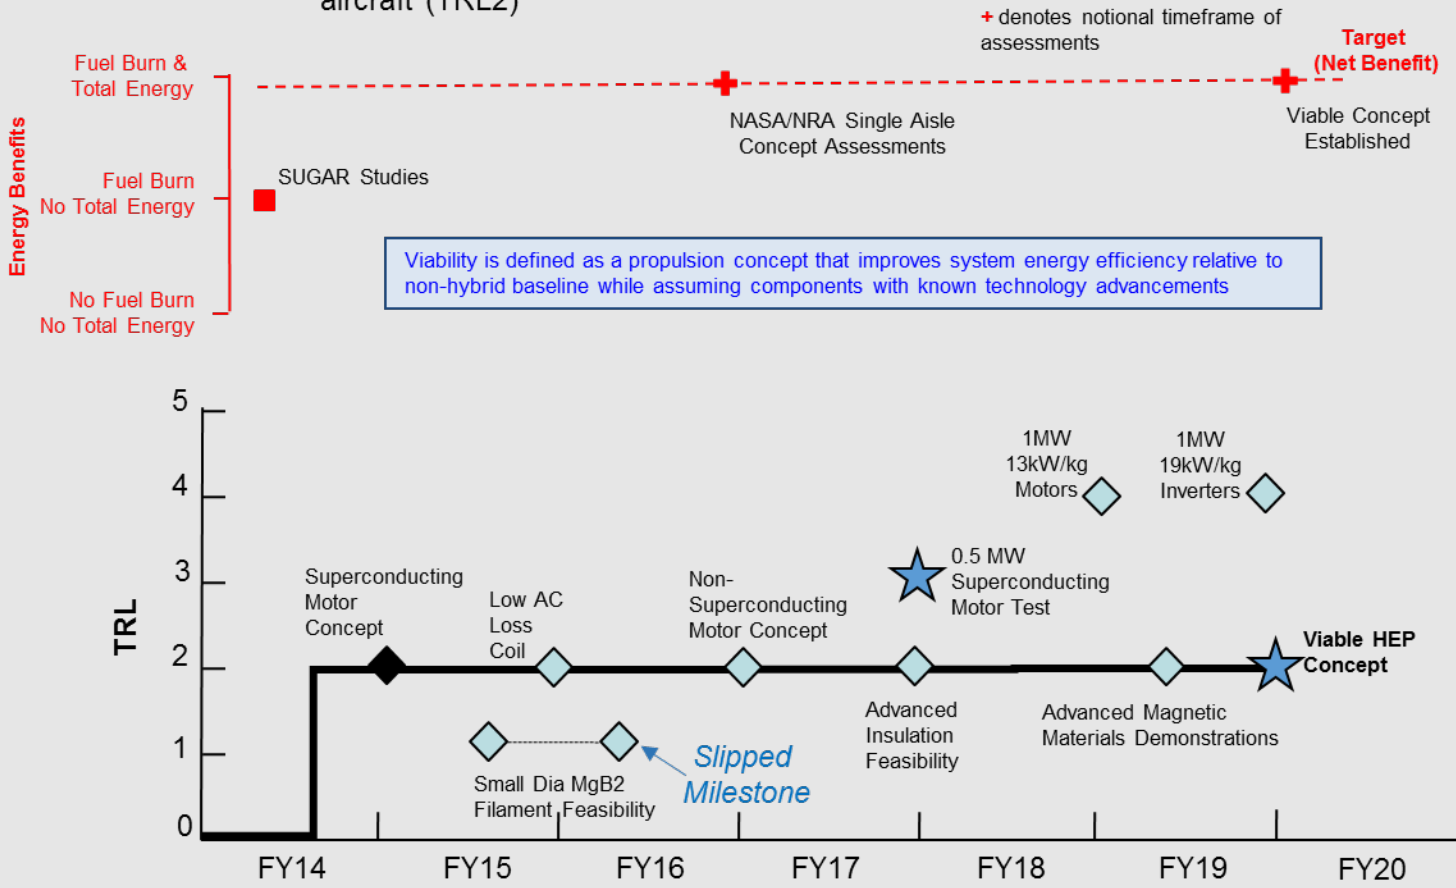 aircraft (TRL2)
+ denotes notional timeframe of
assessments
Target
(Net Benefit)
Fuel Burn &
Total Energy
NASA/NRA Single Aisle
Concept Assessments
Viable Concept
Established
Energy Benefits
SUGAR Studies
Fuel Burn
No Total Energy
Viability is defined as a propulsion concept that improves system energy efficiency relative to
non-hybrid baseline while assuming components with known technology advancements
No Fuel Burn
No Total Energy
5
4
3
2
1
0
TRL
1MW
13kW/kg
Motors
1MW
19kW/kg
Inverters
Superconducting
Motor
Concept
Low AC
Loss
Coil
Non-
Superconducting
Motor Concept
0.5 MW
Superconducting
Motor Test
Viable HEP
Concept
Small Dia MgB2
Filament Feasibility
Slipped
Milestone
Advanced
Insulation
Feasibility
Advanced Magnetic
Materials Demonstrations
FY14
FY15
FY16
FY17
FY18
FY19
FY20